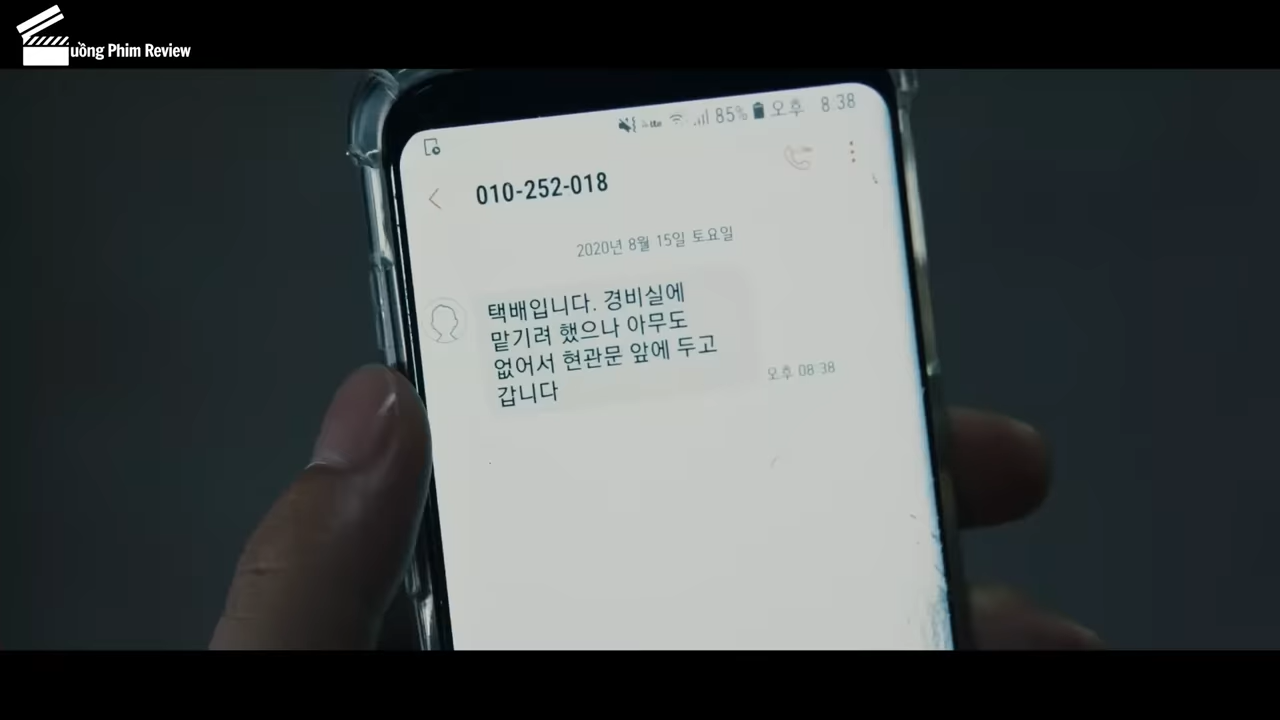 uồng Phim Review
85% 오후 8:38
010-252-018
2020년 8월 15일 토요일
택배입니다. 경비실에
맡기려 했으나 아무도
없어서 현관문 앞에 두고
갑니다
오후 08:38